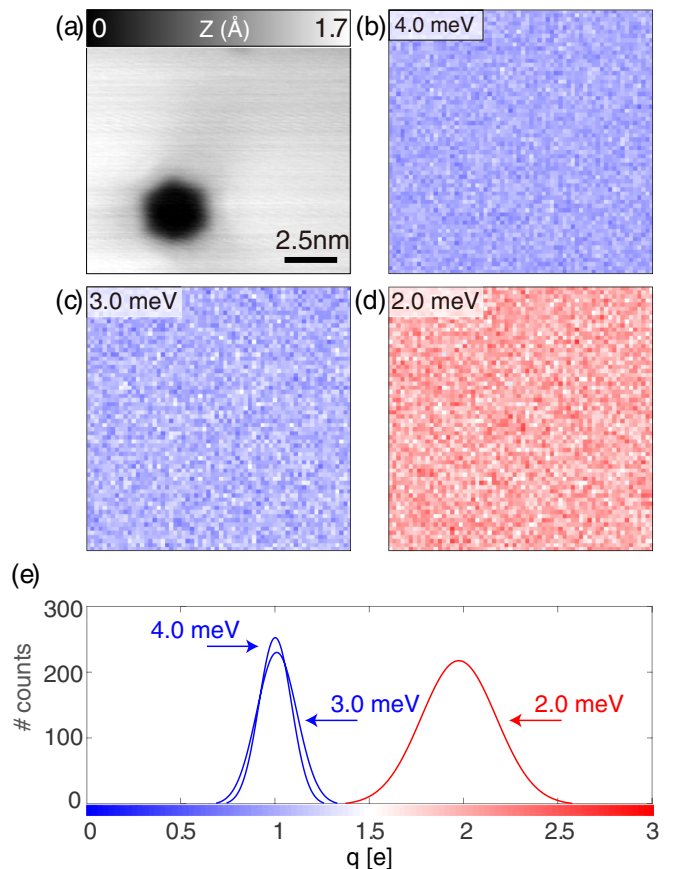 (a)
0 Z (Å) 1.7
2.5nm
(b)
4.0 meV
(c)
3.0 meV
(d)
2.0 meV
(e)
300
200
100
0
# counts
4.0 meV
3.0 meV
2.0 meV
0 0.5 1 1.5 2 2.5 3
q [e]